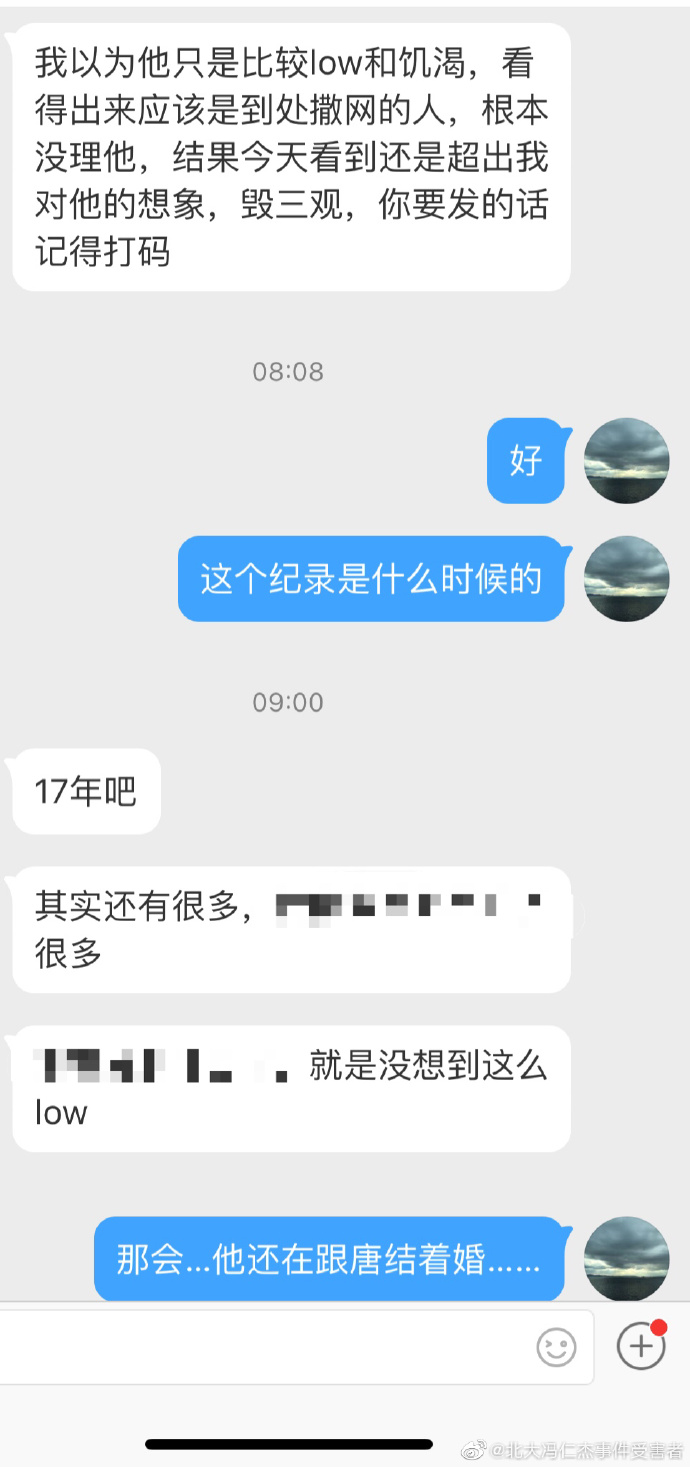 我以为他只是比较low和饥渴，看
得出来应该是到处撒网的人，根本
没理他，结果今天看到还是超出我
对他的想象，毁三观，你要发的话
记得打码
08:08
好
这个纪录是什么时候的
09:00
17年吧
其实还有很多，
很多
就是没想到这么
low
那会...他还在跟唐结着婚......
@北大冯仁杰事件受害者